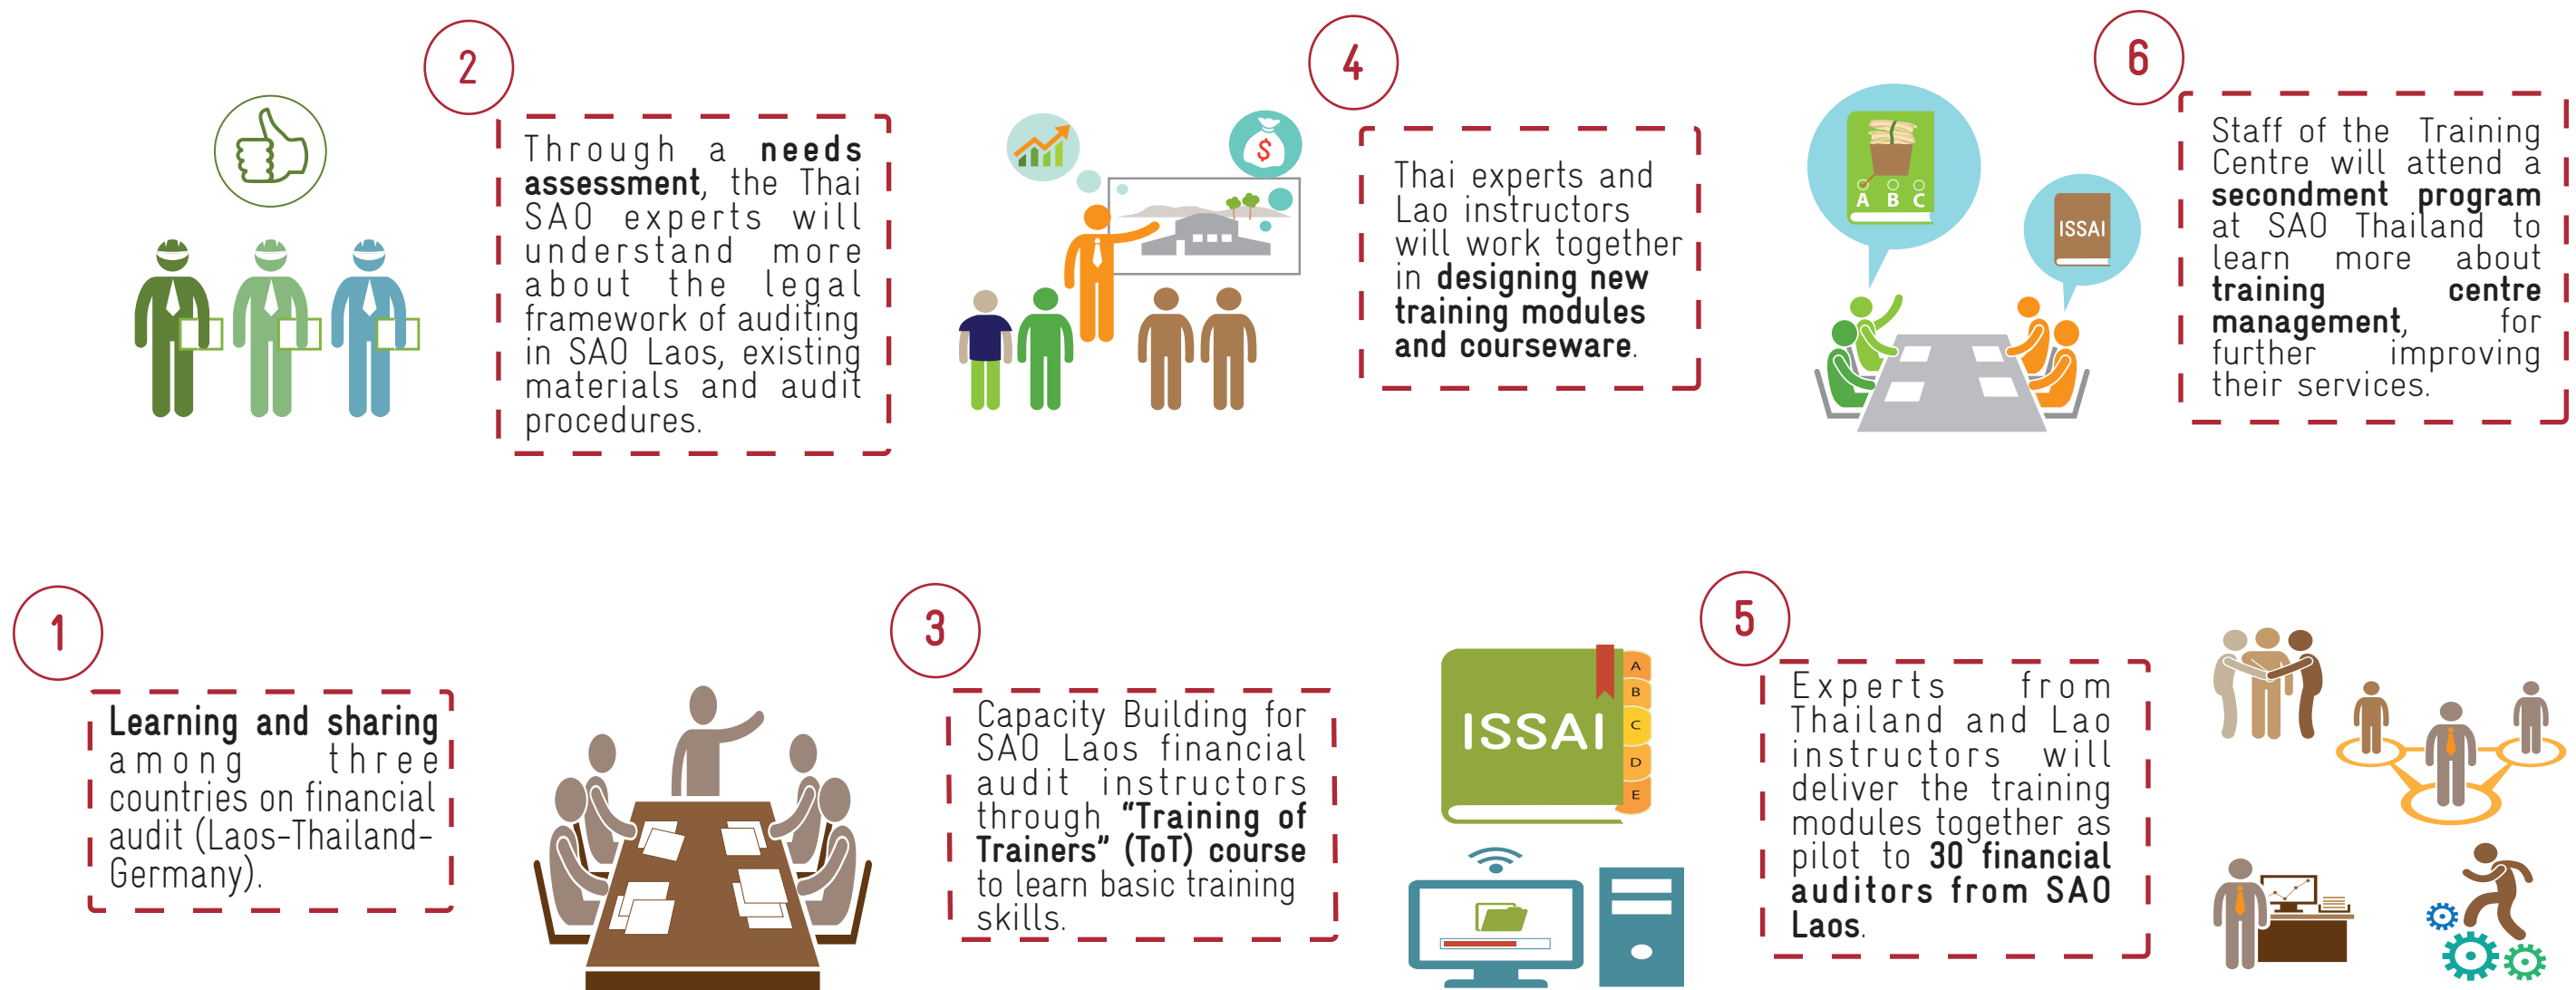 1
Learning and sharing
among three
countries on financial
audit (Laos-Thailand-
Germany).
2
Through a needs
assessment, the Thai
SAO experts will
understand more
about the legal
framework of auditing
in SAO Laos, existing
materials and audit
procedures.
3
Capacity Building for
SAO Laos financial
audit instructors
through “Training of
Trainers” (ToT) course
to learn basic training
skills.
$
4
Thai experts and
Lao instructors
will work together
in designing new
training modules
and courseware.
ISSAI
A
B
C
D
E
5
Experts from
Thailand and Lao
instructors will
deliver the training
modules together as
pilot to 30 financial
auditors from SAO
Laos.
A B C
ISSAI
6
Staff of the Training
Centre will attend a
secondment program
at SAO Thailand to
learn more about
training centre
management, for
further improving
their services.